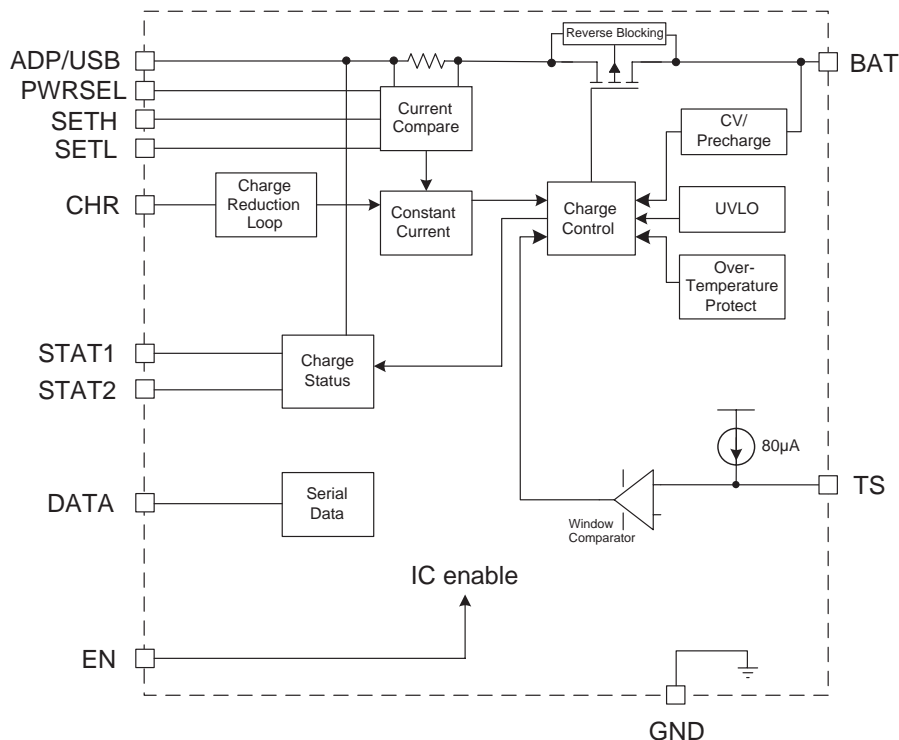 Reverse Blocking
ADP/USB
BAT
PWRSEL
SETH
SETL
Current
Compare
CV/
Precharge
CHR
Charge
Reduction
Loop
Constant
Current
Charge
Control
UVLO
Over-
Temperature
Protect
STAT1
STAT2
Charge
Status
80µA
TS
DATA
Serial
Data
Window
Comparator
IC enable
EN
GND